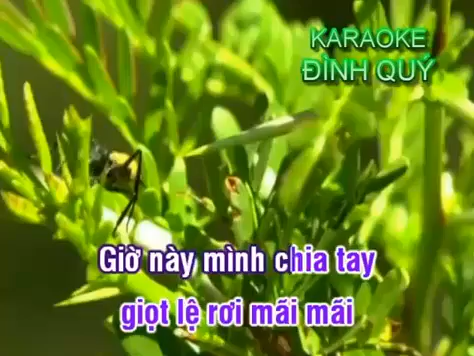 KARAOKE
ĐÌNH QUÝ
Giờ này mình chia tay
giọt lệ rơi mãi mãi